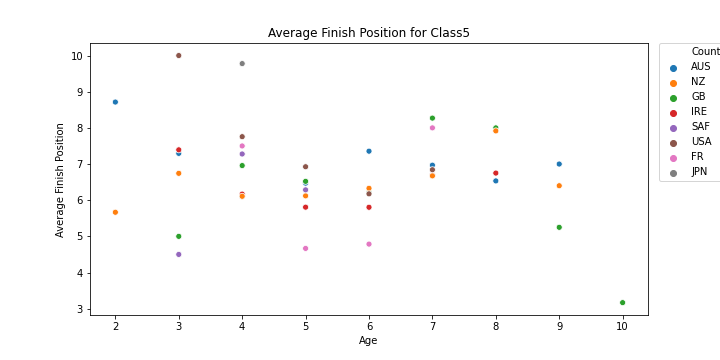 Average Finish Position for Class5
Average Finish Position
10
9
8
7
6
5
4
3
2
3
4
5
6
7
8
9
10
Age
Count
AUS
NZ
GB
IRE
SAF
USA
FR
JPN